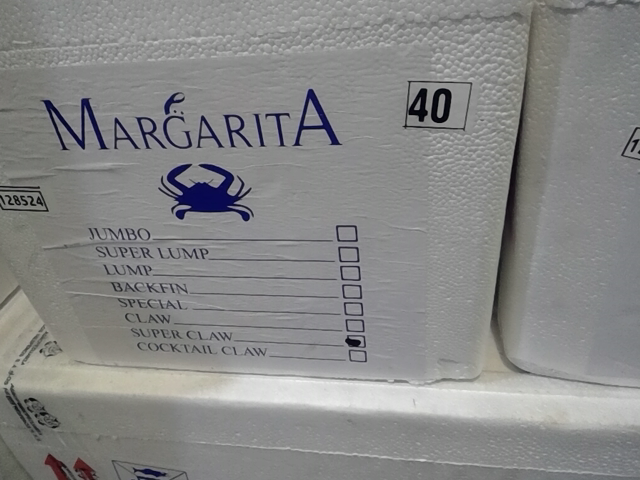 MARGARITA
40
128524
JUMBO
SUPER LUMP
LUMP
BACKFIN
SPECIAL
CLAW
SUPER CLAW
COCKTAIL CLAW